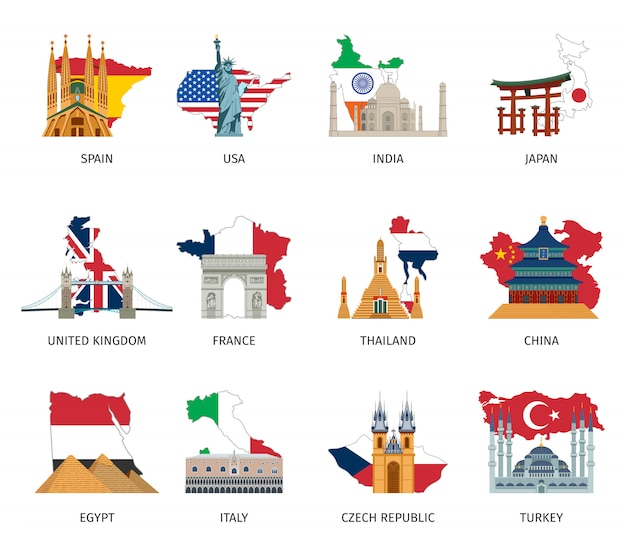 SPAIN
USA
INDIA
JAPAN
UNITED KINGDOM
FRANCE
THAILAND
CHINA
EGYPT
ITALY
CZECH REPUBLIC
TURKEY